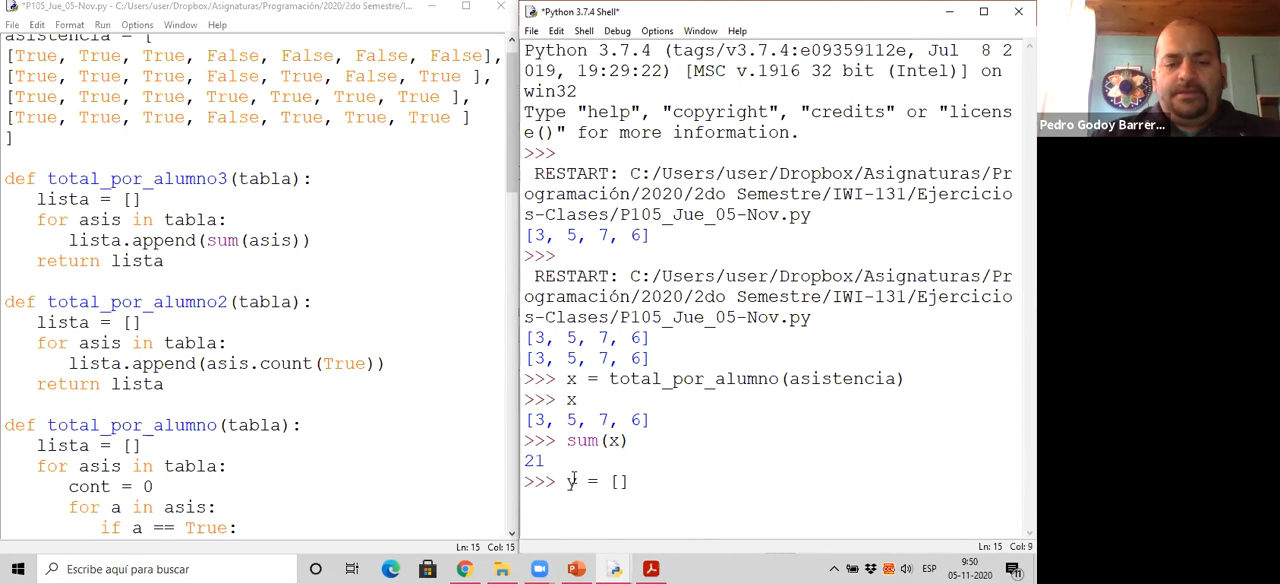 *P105_Jue_05-Nov.py - C:/Users/user/Dropbox/Asignaturas/Programación/2020/2do Semestre/I...
File Edit Format Run Options Window Help
asistencia = [
[True, True, True, False, False, False, False],
[True, True, True, False, True, False, True ],
[True, True, True, True, True, True, True ],
[True, True, True, False, True, True, True ]
]
def total_por_alumno3(tabla):
lista = []
for asis in tabla:
lista.append(sum(asis))
return lista
def total_por_alumno2(tabla):
lista = []
for asis in tabla:
lista.append(asis.count(True))
return lista
def total_por_alumno(tabla):
lista = []
for asis in tabla:
cont = 0
for a in asis:
if a == True:
Ln: 15 Col: 15
*Python 3.7.4 Shell*
File Edit Shell Debug Options Window Help
Python 3.7.4 (tags/v3.7.4:e09359112e, Jul  8 2
019, 19:29:22) [MSC v.1916 32 bit (Intel)] on
win32
Type "help", "copyright", "credits" or "licens
e()" for more information.
>>>
RESTART: C:/Users/user/Dropbox/Asignaturas/Pr
ogramación/2020/2do Semestre/IWI-131/Ejercicio
s-Clases/P105_Jue_05-Nov.py
[3, 5, 7, 6]
>>>
RESTART: C:/Users/user/Dropbox/Asignaturas/Pr
ogramación/2020/2do Semestre/IWI-131/Ejercicio
s-Clases/P105_Jue_05-Nov.py
[3, 5, 7, 6]
[3, 5, 7, 6]
>>> x = total_por_alumno(asistencia)
>>> x
[3, 5, 7, 6]
>>> sum(x)
21
>>> y = []
Ln: 15 Col: 9
Pedro Godoy Barrer...
Escribe aquí para buscar
ESP
9:50
05-11-2020